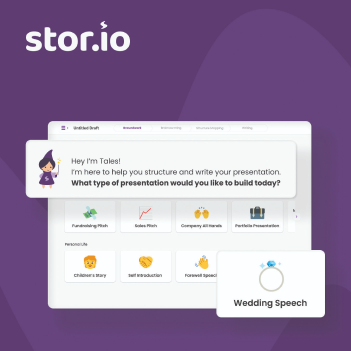 stor.io
Untitled Draft
Hey I'm Tales!
I'm here to help you structure and write your presentation.
What type of presentation would you like to build today?
Fundraising Pitch
Sales Pitch
Company All Hands
Portfolio Presentation
Personal Life
Children's Story
Self Introduction
Farewell Speech
Wedding Speech